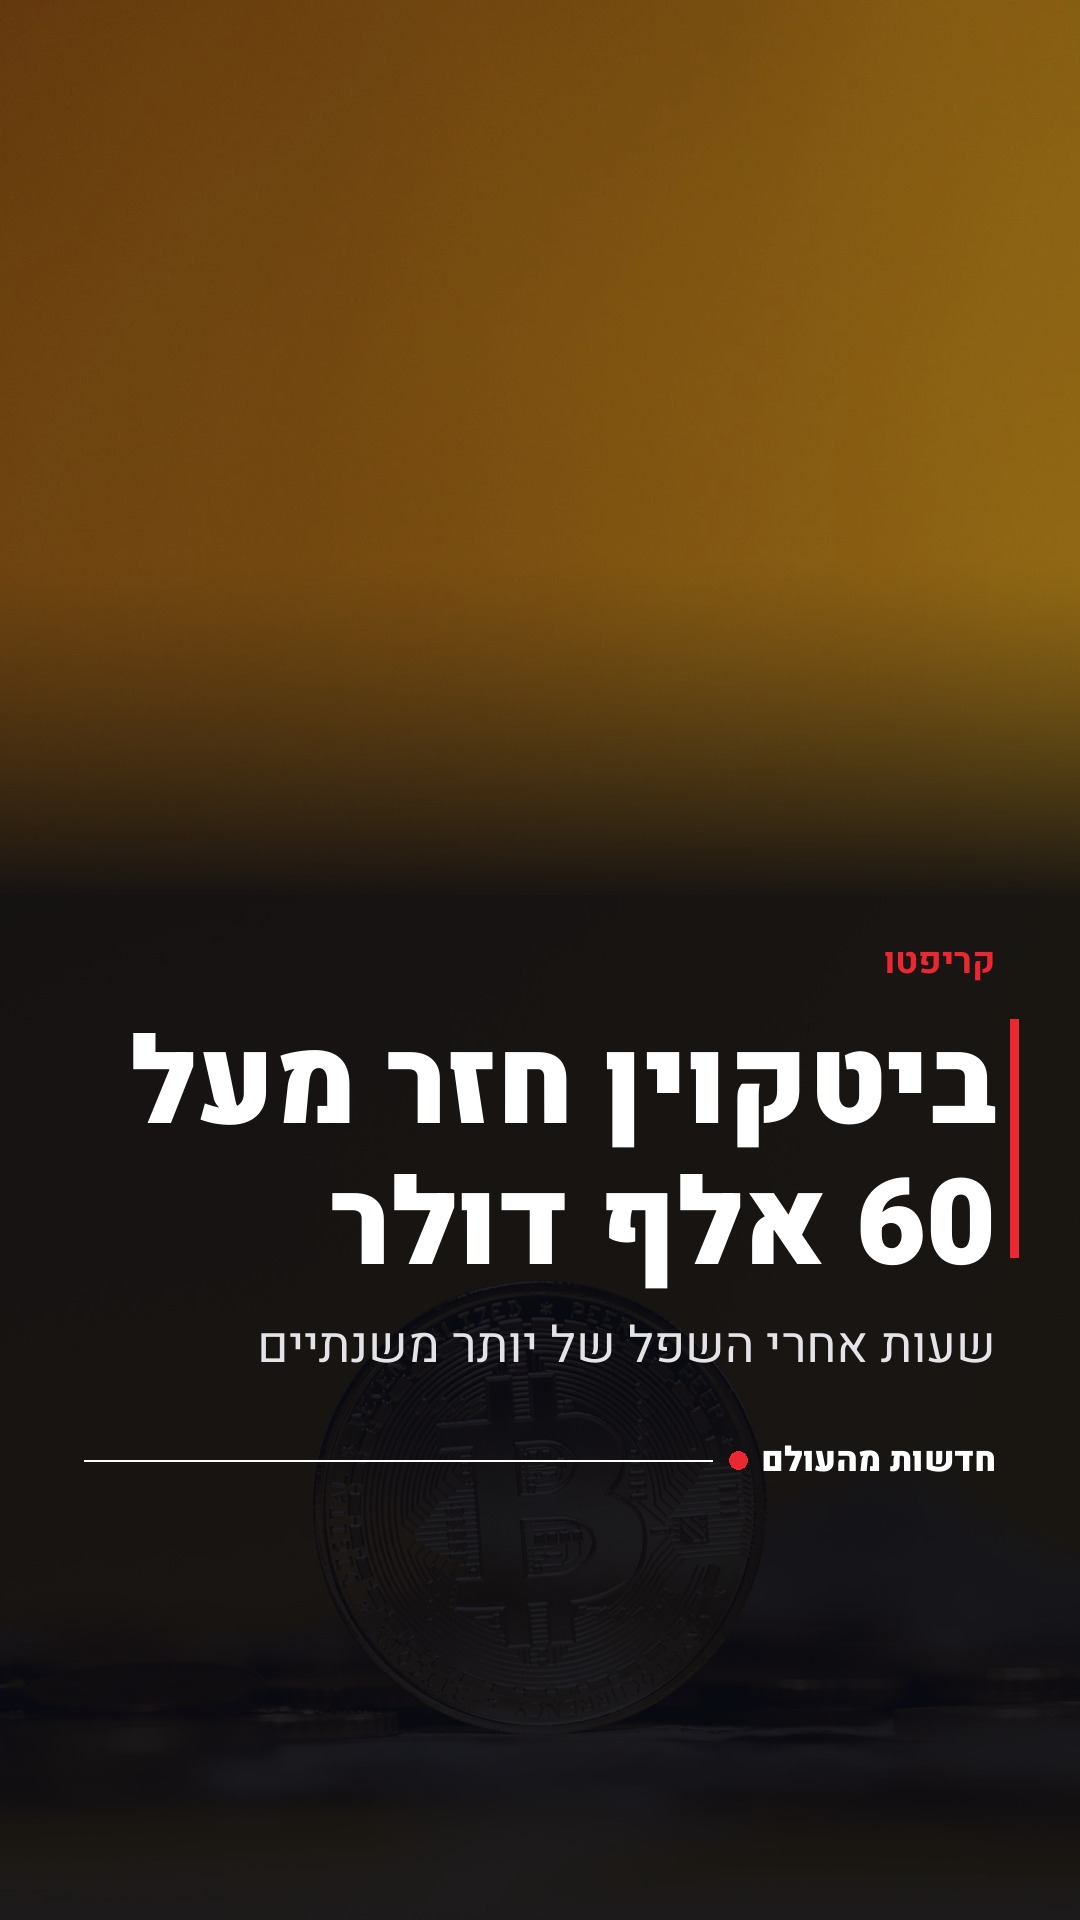 קריפטו
ביטקוין חזר מעל
60 אלף דולר
שעות אחרי השפל של יותר משנתיים
חדשות מהעולם